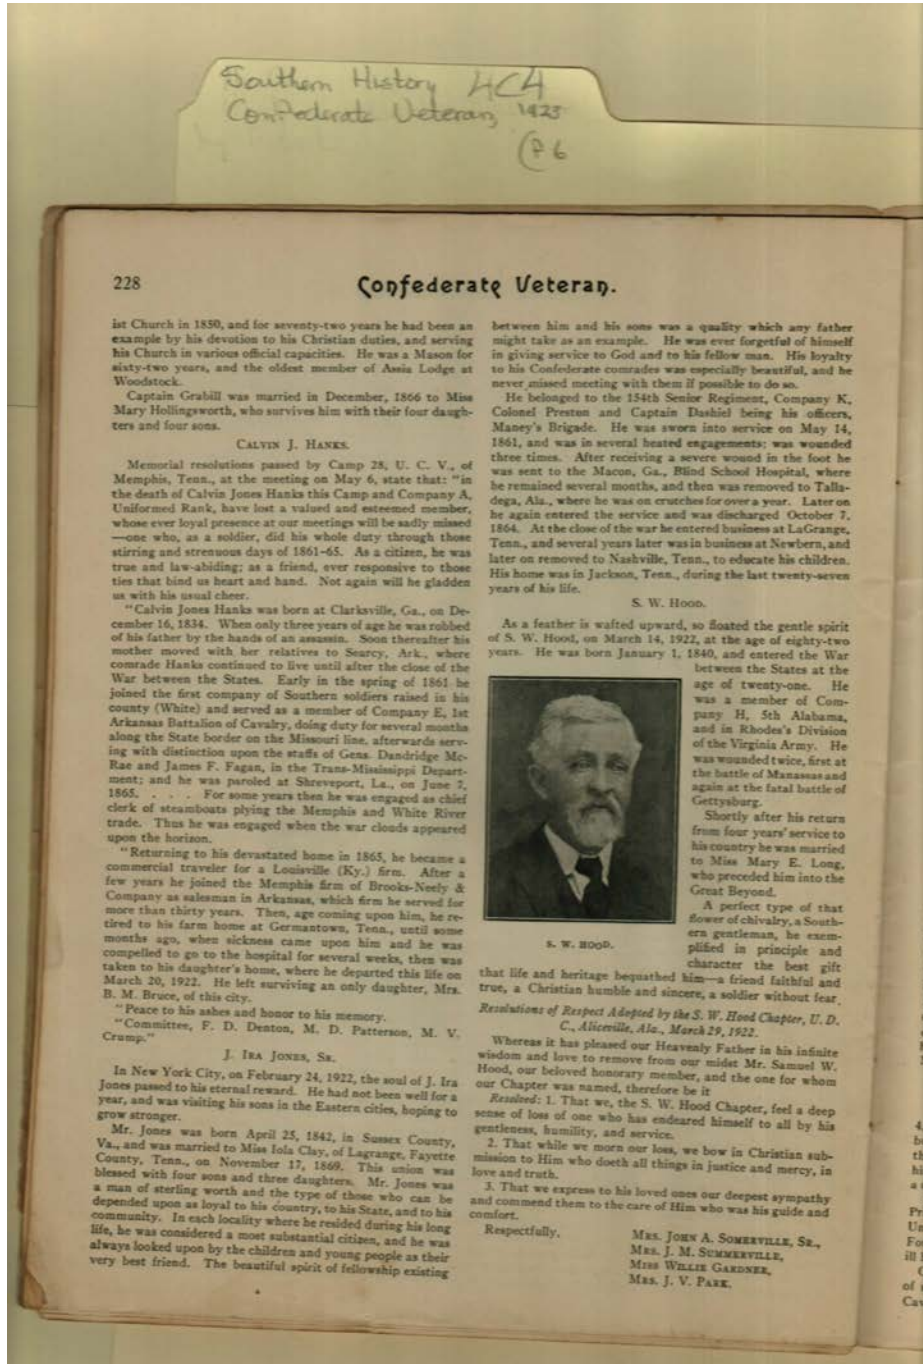 Southern History 4C4
Confederate Veteran, 1925
(P 6
228
Confederate Veteran.
ist Church in 1850, and for seventy-two years he had been an
example by his devotion to his Christian duties, and serving
his Church in various official capacities. He was a Mason for
sixty-two years, and the oldest member of Assia Lodge at
Woodstock.
Captain Grabill was married in December, 1866 to Miss
Mary Hollingsworth, who survives him with their four daugh-
ters and four sons.
CALVIN J. HANKS.
Memorial resolutions passed by Camp 28, U. C. V., of
Memphis, Tenn., at the meeting on May 6, state that: "in
the death of Calvin Jones Hanks this Camp and Company A,
Uniformed Rank, have lost a valued and esteemed member,
whose ever loyal presence at our meetings will be sadly missed
—one who, as a soldier, did his whole duty through those
stirring and strenuous days of 1861-65. As a citizen, he was
true and law-abiding; as a friend, ever responsive to those
ties that bind us heart and hand. Not again will he gladden
us with his usual cheer.
"Calvin Jones Hanks was born at Clarksville, Ga., on De-
cember 16, 1834. When only three years of age he was robbed
of his father by the hands of an assassin. Soon thereafter his
mother moved with her relatives to Searcy, Ark., where
comrade Hanks continued to live until after the close of the
War between the States. Early in the spring of 1861 he
joined the first company of Southern soldiers raised in his
county (White) and served as a member of Company E, 1st
Arkansas Battalion of Cavalry, doing duty for several months
along the State border on the Missouri line, afterwards serv-
ing with distinction upon the staffs of Gens. Dandridge Mc-
Rae and James F. Fagan, in the Trans-Mississippi Depart-
ment; and he was paroled at Shreveport, La., on June 7,
1865. . . . For some years then he was engaged as chief
clerk of steamboats plying the Memphis and White River
trade. Thus he was engaged when the war clouds appeared
upon the horizon.
"Returning to his devastated home in 1865, he became a
commercial traveler for a Louisville (Ky.) firm. After a
few years he joined the Memphis firm of Brooks-Neely &
Company as salesman in Arkansas, which firm he served for
more than thirty years. Then, age coming upon him, he re-
tired to his farm home at Germantown, Tenn., until some
months ago, when sickness came upon him and he was
compelled to go to the hospital for several weeks, then was
taken to his daughter's home, where he departed this life on
March 20, 1922. He left surviving an only daughter, Mrs.
B. M. Bruce, of this city.
"Peace to his ashes and honor to his memory.
"Committee, F. D. Denton, M. D. Patterson, M. V.
Crump."
J. IRA JONES, SR.
In New York City, on February 24, 1922, the soul of J. Ira
Jones passed to his eternal reward. He had not been well for a
year, and was visiting his sons in the Eastern cities, hoping to
grow stronger.
Mr. Jones was born April 25, 1842, in Sussex County,
Va., and was married to Miss Iola Clay, of Lagrange, Fayette
County, Tenn., on November 17, 1869. This union was
blessed with four sons and three daughters. Mr. Jones was
a man of sterling worth and the type of those who can be
depended upon as loyal to his country, to his State, and to his
community. In each locality where he resided during his long
life, he was considered a most substantial citizen, and he was
always looked upon by the children and young people as their
very best friend. The beautiful spirit of fellowship existing
between him and his sons was a quality which any father
might take as an example. He was ever forgetful of himself
in giving service to God and to his fellow man. His loyalty
to his Confederate comrades was especially beautiful, and he
never missed meeting with them if possible to do so.
He belonged to the 154th Senior Regiment, Company K,
Colonel Preston and Captain Dashiel being his officers,
Maney's Brigade. He was sworn into service on May 14,
1861, and was in several heated engagements; was wounded
three times. After receiving a severe wound in the foot he
was sent to the Macon, Ga., Blind School Hospital, where
he remained several months, and then was removed to Talla-
dega, Ala., where he was on crutches for over a year. Later on
he again entered the service and was discharged October 7,
1864. At the close of the war he entered business at LaGrange,
Tenn., and several years later was in business at Newbern, and
later on removed to Nashville, Tenn., to educate his children.
His home was in Jackson, Tenn., during the last twenty-seven
years of his life.
S. W. HOOD.
As a feather is wafted upward, so floated the gentle spirit
of S. W. Hood, on March 14, 1922, at the age of eighty-two
years. He was born January 1, 1840, and entered the War
between the States at the
age of twenty-one. He
was a member of Com-
pany H, 5th Alabama,
and in Rhodes's Division
of the Virginia Army. He
was wounded twice, first at
the battle of Manassas and
again at the fatal battle of
Gettysburg.
Shortly after his return
from four years' service to
his country he was married
to Miss Mary E. Long,
who preceded him into the
Great Beyond.
A perfect type of that
flower of chivalry, a South-
ern gentleman, he exem-
plified in principle and
character the best gift
S. W. HOOD.
that life and heritage bequathed him—a friend faithful and
true, a Christian humble and sincere, a soldier without fear.
Resolutions of Respect Adopted by the S. W. Hood Chapter, U. D.
C., Aliceville, Ala., March 29, 1922.
Whereas it has pleased our Heavenly Father in his infinite
wisdom and love to remove from our midst Mr. Samuel W.
Hood, our beloved honorary member, and the one for whom
our Chapter was named, therefore be it
Resolved: 1. That we, the S. W. Hood Chapter, feel a deep
sense of loss of one who has endeared himself to all by his
gentleness, humility, and service.
2. That while we morn our loss, we bow in Christian sub-
mission to Him who doeth all things in justice and mercy, in
love and truth.
3. That we express to his loved ones our deepest sympathy
and commend them to the care of Him who was his guide and
comfort.
Respectfully,
MRS. JOHN A. SOMERVILLE, SR.,
MRS. J. M. SUMMERVILLE,
MISS WILLIE GARDNER,
MRS. J. V. PARK.